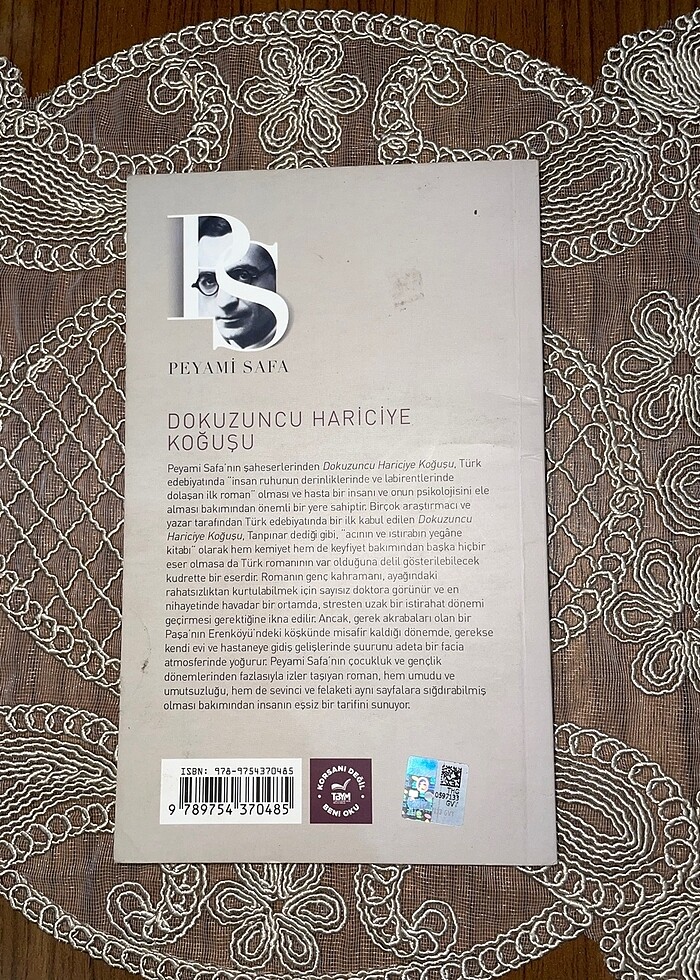 PS
PEYAMİ SAFA
DOKUZUNCU HARİCİYE
KOĞUŞU
Peyami Safa'nın şaheserlerinden Dokuzuncu Hariciye Koğuşu, Türk
edebiyatında "insan ruhunun derinliklerinde ve labirentlerinde
dolaşan ilk roman" olması ve hasta bir insanı ve onun psikolojisini ele
alması bakımından önemli bir yere sahiptir. Birçok araştırmacı ve
yazar tarafından Türk edebiyatında bir ilk kabul edilen Dokuzuncu
Hariciye Koğuşu, Tanpınar dediği gibi, "acının ve ıstırabın yegâne
kitabı" olarak hem kemiyet hem de keyfiyet bakımından başka hiçbir
eser olmasa da Türk romanının var olduğuna delil gösterilebilecek
kudrette bir eserdir. Romanın genç kahramanı, ayağındaki
rahatsızlıktan kurtulabilmek için sayısız doktora görünür ve en
nihayetinde havadar bir ortamda, stresten uzak bir istirahat dönemi
geçirmesi gerektiğine ikna edilir. Ancak, gerek akrabaları olan bir
Paşa'nın Erenköyü'ndeki köşkünde misafir kaldığı dönemde, gerekse
kendi evi ve hastaneye gidiş gelişlerinde şuurunu adeta bir facia
atmosferinde yoğurur. Peyami Safa'nın çocukluk ve gençlik
dönemlerinden fazlasıyla izler taşıyan roman, hem umudu ve
umutsuzluğu, hem de sevinci ve felaketi aynı sayfalara sığdırabilmiş
olması bakımından insanın eşsiz bir tarifini sunuyor.
ISBN: 978-9754370485
9 789754 370485
KORSANI DEĞİL
TBYM
BENİ OKU